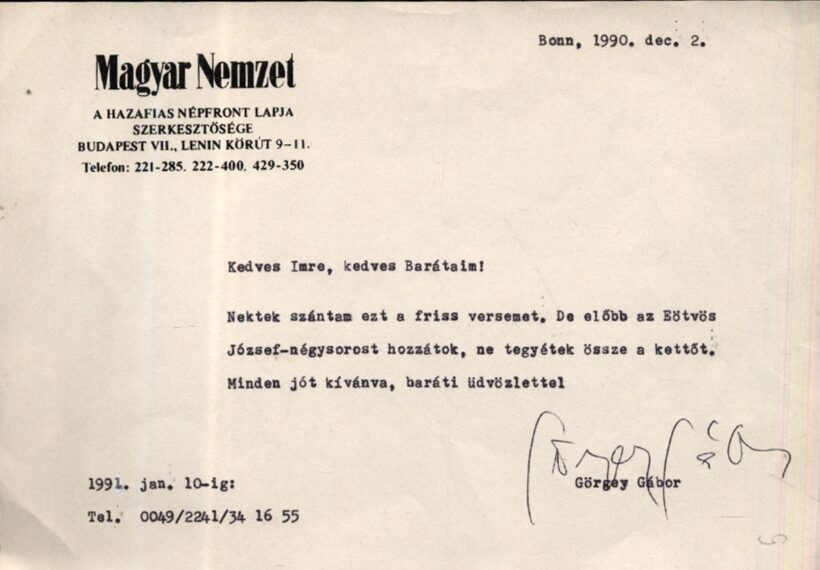 Bonn, 1990. dec. 2.
Magyar Nemzet
A HAZAFIAS NÉPFRONT LAPJA
SZERKESZTŐSÉGE
BUDAPEST VII., LENIN KÖRÚT 9-11.
Telefon: 221-285, 222-400, 429-350
Kedves Imre, kedves Barátaim!
Nektek szántam ezt a friss versemet. De előbb az Eötvös
József-négysorost hozzátok, ne tegyétek össze a kettőt.
Minden jót kívánva, baráti üdvözlettel
Görgey Gábor
Görgey Gábor
1991. jan. 10-ig:
Tel. 0049/2241/34 16 55